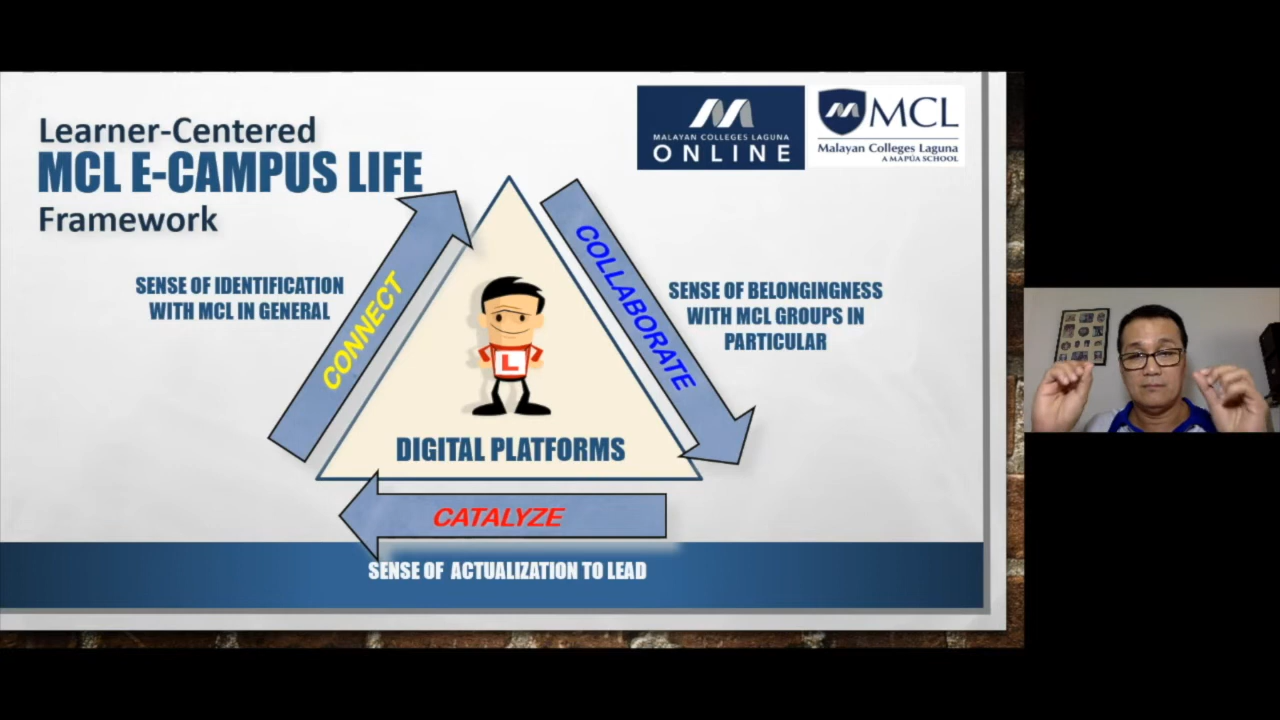 Learner-Centered
MCL E-CAMPUS LIFE
Framework
MALAYAN COLLEGES LAGUNA
ONLINE
MCL
Malayan Colleges Laguna
A MAPÚA SCHOOL
SENSE OF IDENTIFICATION
WITH MCL IN GENERAL
CONNECT
COLLABORATE
SENSE OF BELONGINGNESS
WITH MCL GROUPS IN
PARTICULAR
L
DIGITAL PLATFORMS
CATALYZE
SENSE OF ACTUALIZATION TO LEAD